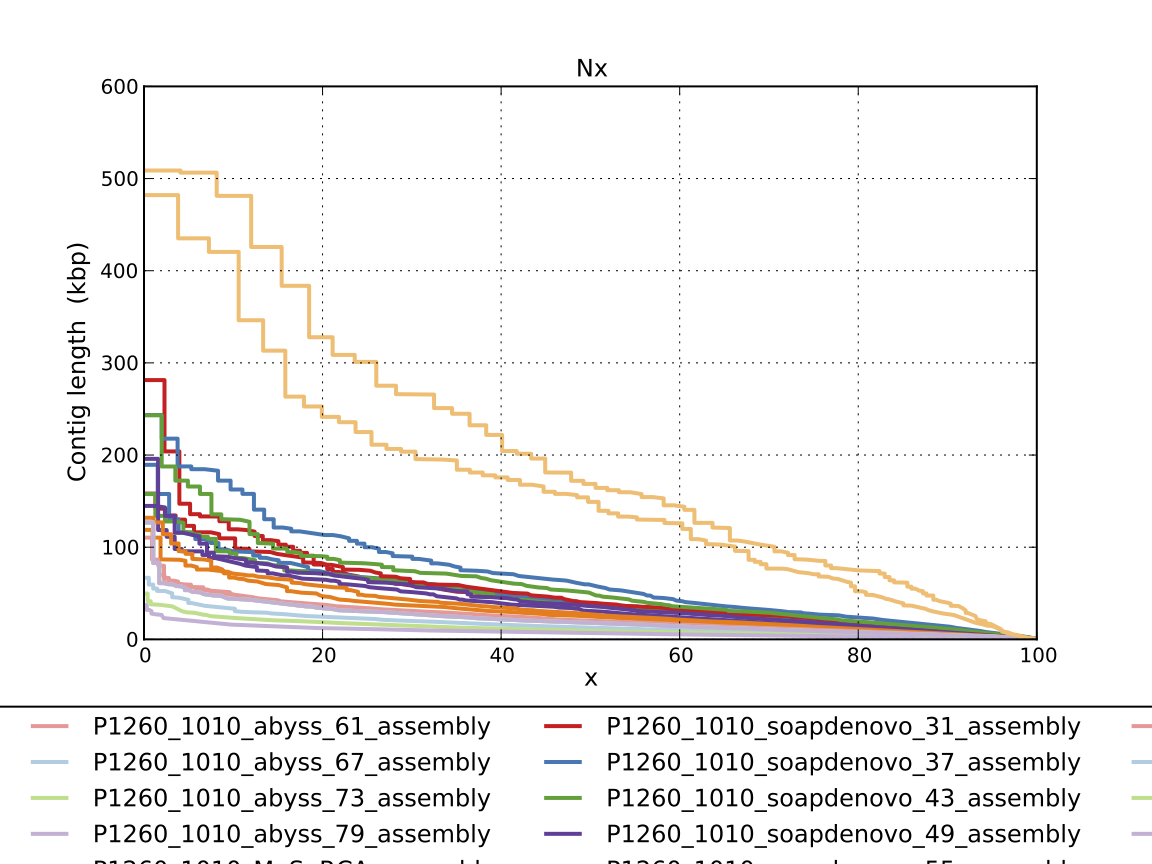 Nx
600
500
400
300
200
100
0
Contig length (kbp)
0 20 40 60 80 100
x
P1260_1010_abyss_61_assembly P1260_1010_soapdenovo_31_assembly
P1260_1010_abyss_67_assembly P1260_1010_soapdenovo_37_assembly
P1260_1010_abyss_73_assembly P1260_1010_soapdenovo_43_assembly
P1260_1010_abyss_79_assembly P1260_1010_soapdenovo_49_assembly